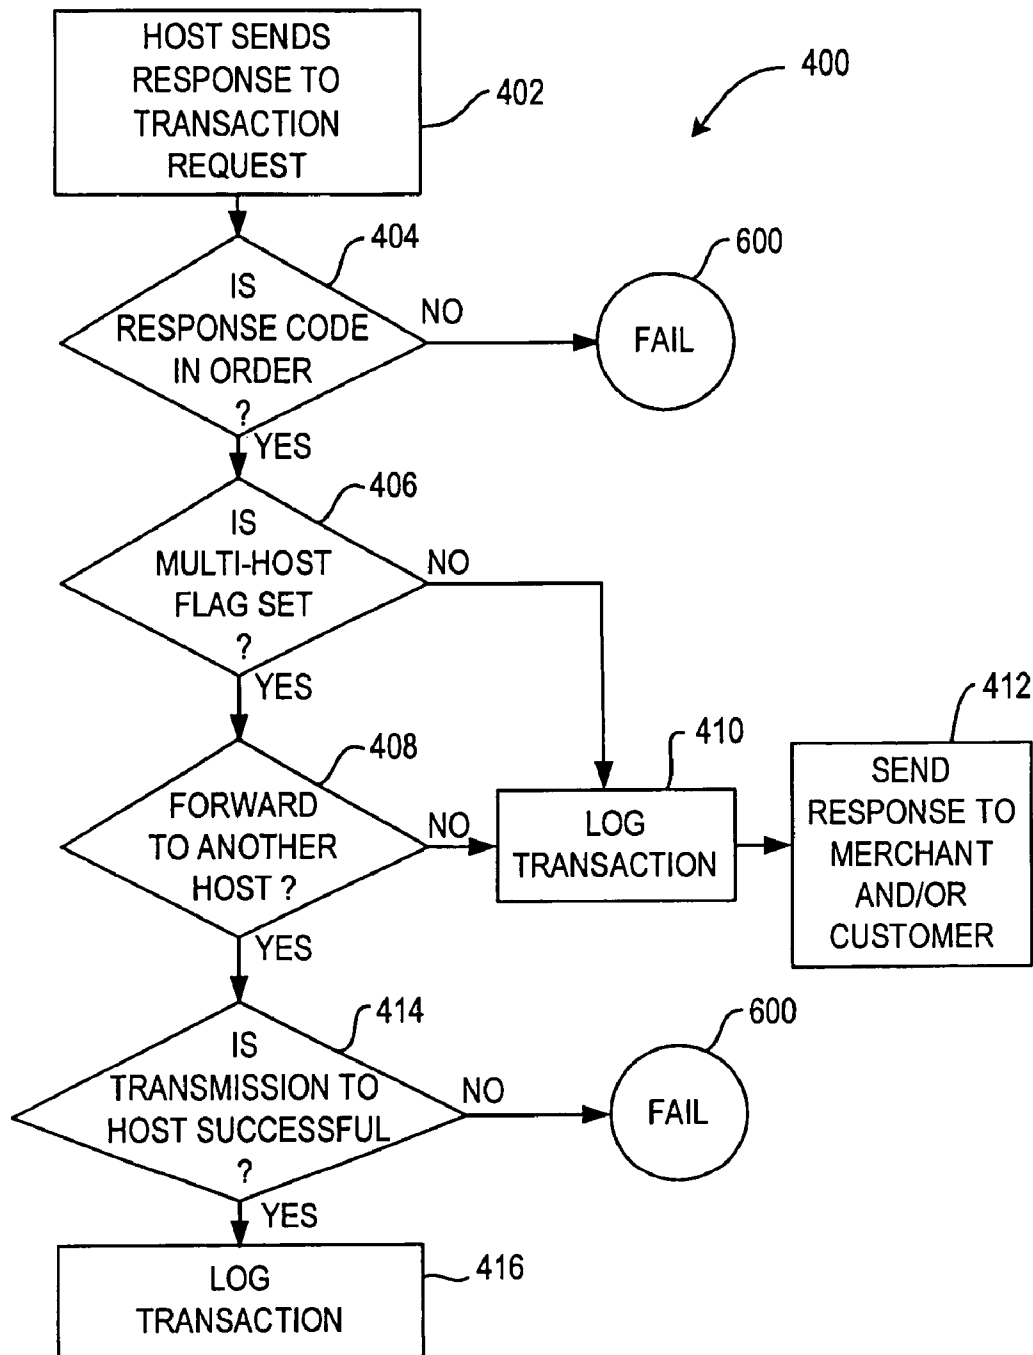 HOST SENDS
RESPONSE TO
TRANSACTION
REQUEST
402
400
404
IS
RESPONSE CODE
IN ORDER
?
NO
600
FAIL
YES
406
IS
MULTI-HOST
FLAG SET
?
NO
YES
408
FORWARD
TO ANOTHER
HOST ?
NO
410
LOG
TRANSACTION
412
SEND
RESPONSE TO
MERCHANT
AND/OR
CUSTOMER
YES
414
IS
TRANSMISSION TO
HOST SUCCESSFUL
?
NO
600
FAIL
YES
LOG
TRANSACTION
416